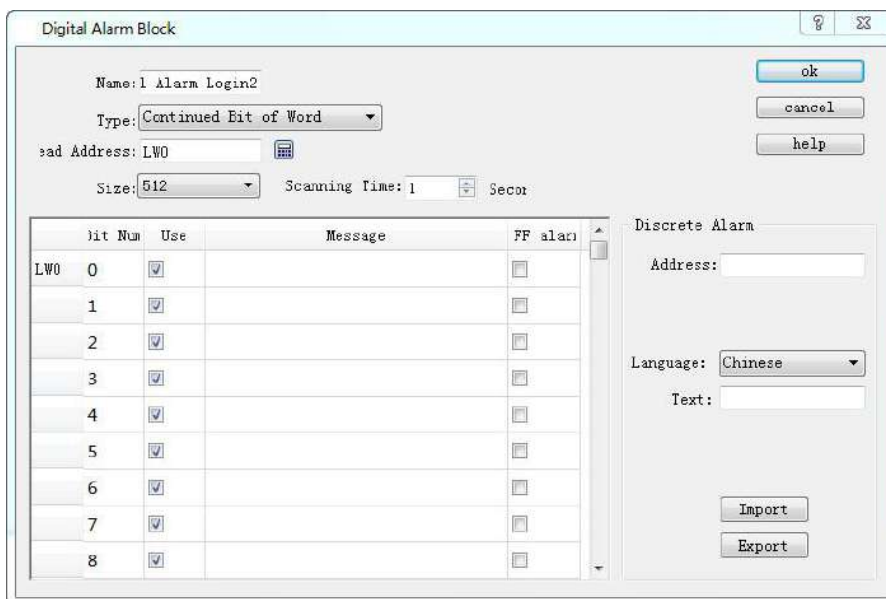 Digital Alarm Block
Name: l Alarm Login2
ok
Type: Continued Bit of Word
cancel
ead Address: LW0
help
Size: 512 Scanning Time: 1 Secor
Bit Num Use Message FF alarm
Discrete Alarm
LW0 0
Address:
1
2
3
Language: Chinese
4
Text:
5
6
7
Import
8
Export